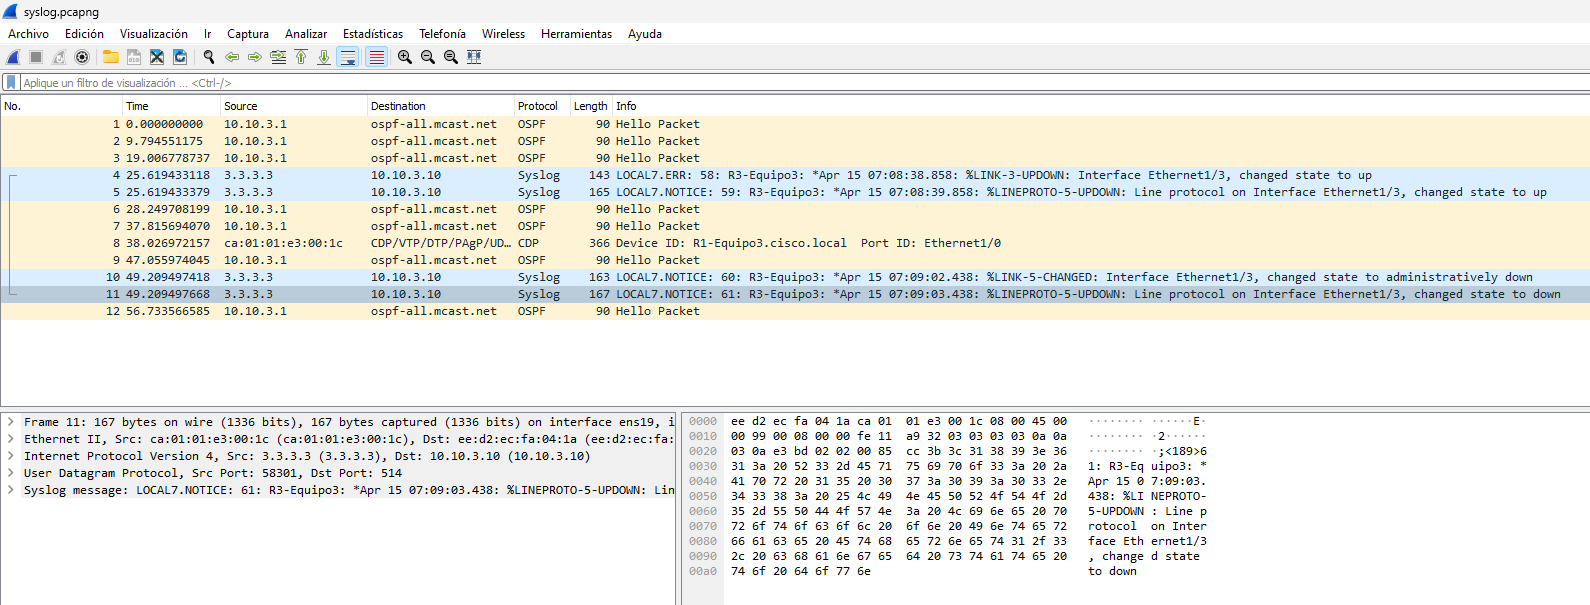 syslog.pcapng
Archivo Edición Visualización Ir Captura Analizar Estadísticas Telefonía Wireless Herramientas Ayuda
Aplique un filtro de visualización ... <Ctrl-/>
No. Time Source Destination Protocol Length Info
1 0.000000000 10.10.3.1 ospf-all.mcast.net OSPF 90 Hello Packet
2 9.794551175 10.10.3.1 ospf-all.mcast.net OSPF 90 Hello Packet
3 19.006778737 10.10.3.1 ospf-all.mcast.net OSPF 90 Hello Packet
4 25.619433118 3.3.3.3 10.10.3.10 Syslog 143 LOCAL7.ERR: 58: R3-Equipo3: *Apr 15 07:08:38.858: %LINK-3-UPDOWN: Interface Ethernet1/3, changed state to up
5 25.619433379 3.3.3.3 10.10.3.10 Syslog 165 LOCAL7.NOTICE: 59: R3-Equipo3: *Apr 15 07:08:39.858: %LINEPROTO-5-UPDOWN: Line protocol on Interface Ethernet1/3, changed state to up
6 28.249708199 10.10.3.1 ospf-all.mcast.net OSPF 90 Hello Packet
7 37.815694070 10.10.3.1 ospf-all.mcast.net OSPF 90 Hello Packet
8 38.026972157 ca:01:01:e3:00:1c CDP/VTP/DTP/PAgP/UD… CDP 366 Device ID: R1-Equipo3.cisco.local Port ID: Ethernet1/0
9 47.055974045 10.10.3.1 ospf-all.mcast.net OSPF 90 Hello Packet
10 49.209497418 3.3.3.3 10.10.3.10 Syslog 163 LOCAL7.NOTICE: 60: R3-Equipo3: *Apr 15 07:09:02.438: %LINK-5-CHANGED: Interface Ethernet1/3, changed state to administratively down
11 49.209497668 3.3.3.3 10.10.3.10 Syslog 167 LOCAL7.NOTICE: 61: R3-Equipo3: *Apr 15 07:09:03.438: %LINEPROTO-5-UPDOWN: Line protocol on Interface Ethernet1/3, changed state to down
12 56.733566585 10.10.3.1 ospf-all.mcast.net OSPF 90 Hello Packet
Frame 11: 167 bytes on wire (1336 bits), 167 bytes captured (1336 bits) on interface ens19, i
Ethernet II, Src: ca:01:01:e3:00:1c (ca:01:01:e3:00:1c), Dst: ee:d2:ec:fa:04:1a (ee:d2:ec:fa:
Internet Protocol Version 4, Src: 3.3.3.3 (3.3.3.3), Dst: 10.10.3.10 (10.10.3.10)
User Datagram Protocol, Src Port: 58301, Dst Port: 514
Syslog message: LOCAL7.NOTICE: 61: R3-Equipo3: *Apr 15 07:09:03.438: %LINEPROTO-5-UPDOWN: Lin
0000 ee d2 ec fa 04 1a ca 01 01 e3 00 1c 08 00 45 00 ········ ······E·
0010 00 99 00 08 00 00 fe 11 a9 32 03 03 03 03 0a 0a ········ ·2······
0020 03 0a e3 bd 02 02 00 85 cc 3b 3c 31 38 39 3e 36 ········ ·;<189>6
0030 31 3a 20 52 33 2d 45 71 75 69 70 6f 33 3a 20 2a 1: R3-Eq uipo3: *
0040 41 70 72 20 31 35 20 30 37 3a 30 39 3a 30 33 2e Apr 15 0 7:09:03.
0050 34 33 38 3a 20 25 4c 49 4e 45 50 52 4f 54 4f 2d 438: %LI NEPROTO-
0060 35 2d 55 50 44 4f 57 4e 3a 20 4c 69 6e 65 20 70 5-UPDOWN : Line p
0070 72 6f 74 6f 63 6f 6c 20 6f 6e 20 49 6e 74 65 72 rotocol on Inter
0080 66 61 63 65 20 45 74 68 65 72 6e 65 74 31 2f 33 face Eth ernet1/3
0090 2c 20 63 68 61 6e 67 65 64 20 73 74 61 74 65 20 , change d state
00a0 74 6f 20 64 6f 77 6e to down